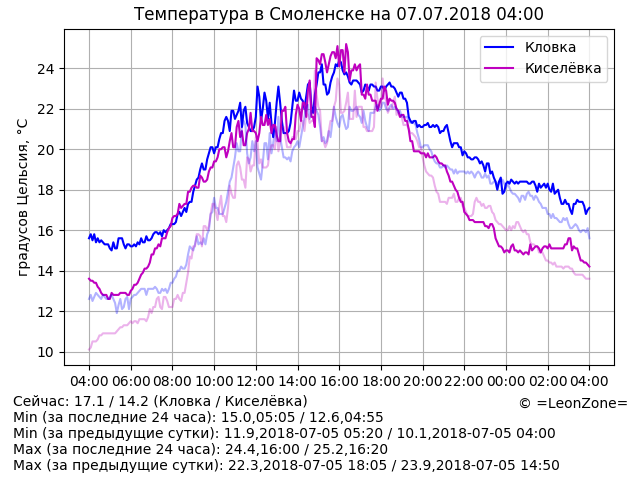 Температура в Смоленске на 07.07.2018 04:00
Кловка
Киселёвка
градусов Цельсия, °C
24
22
20
18
16
14
12
10
04:00 06:00 08:00 10:00 12:00 14:00 16:00 18:00 20:00 22:00 00:00 02:00 04:00
Сейчас: 17.1 / 14.2 (Кловка / Киселёвка)
© =LeonZone=
Min (за последние 24 часа): 15.0,05:05 / 12.6,04:55
Min (за предыдущие сутки): 11.9,2018-07-05 05:20 / 10.1,2018-07-05 04:00
Max (за последние 24 часа): 24.4,16:00 / 25.2,16:20
Max (за предыдущие сутки): 22.3,2018-07-05 18:05 / 23.9,2018-07-05 14:50